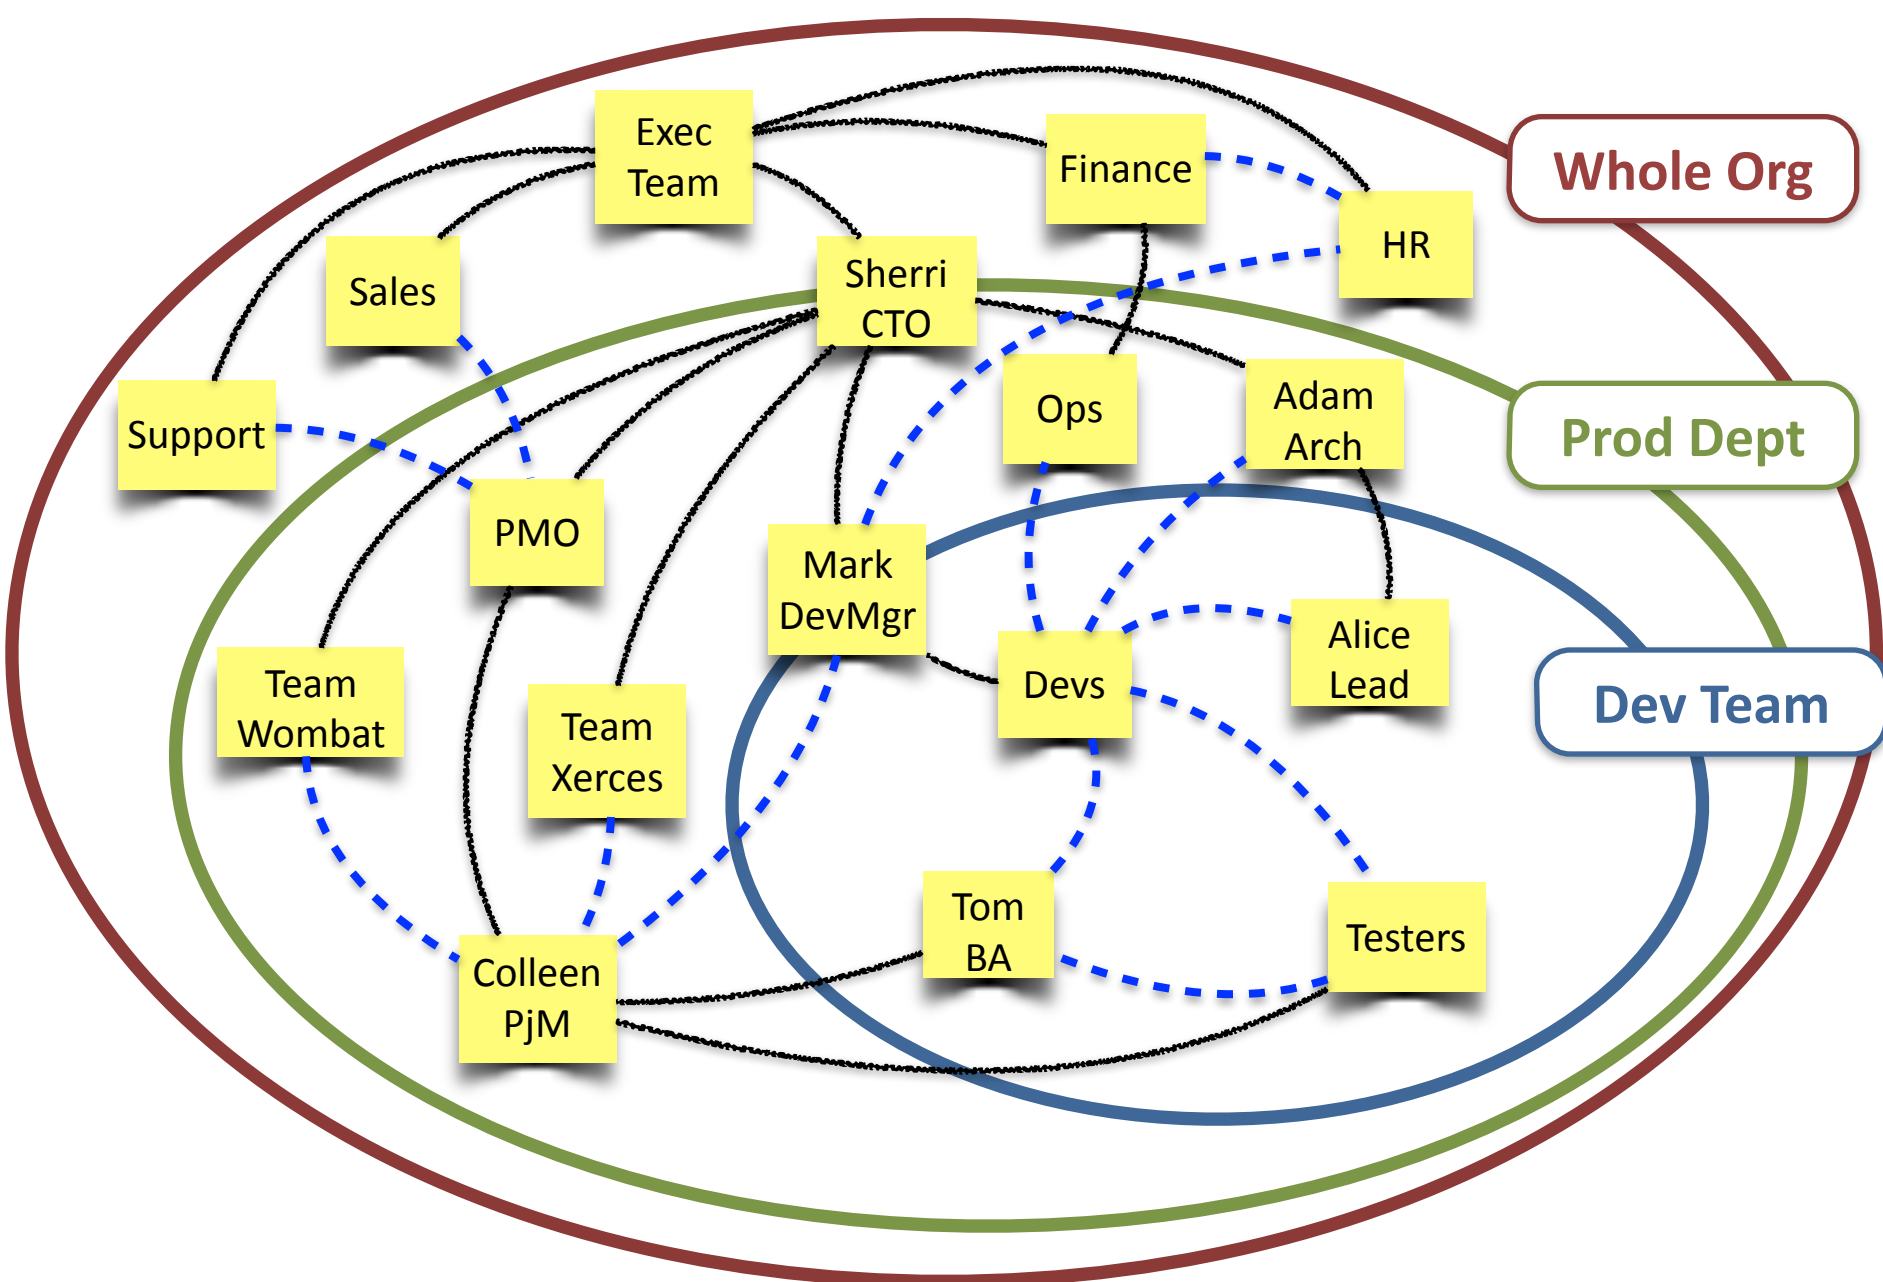 Exec
Team
Finance
Whole Org
HR
Sales
Sherri
CTO
Support
Ops
Adam
Arch
Prod Dept
PMO
Mark
DevMgr
Alice
Lead
Devs
Dev Team
Team
Wombat
Team
Xerces
Tom
BA
Testers
Colleen
PjM